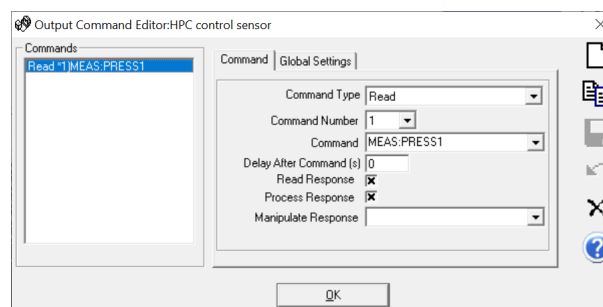 Output Command Editor:HPC control sensor
Commands
Read "1)MEAS:PRESS1
Command
Global Settings
Command Type Read
Command Number 1
Command MEAS:PRESS1
Delay After Command (s) 0
Read Response
Process Response
Manipulate Response
OK